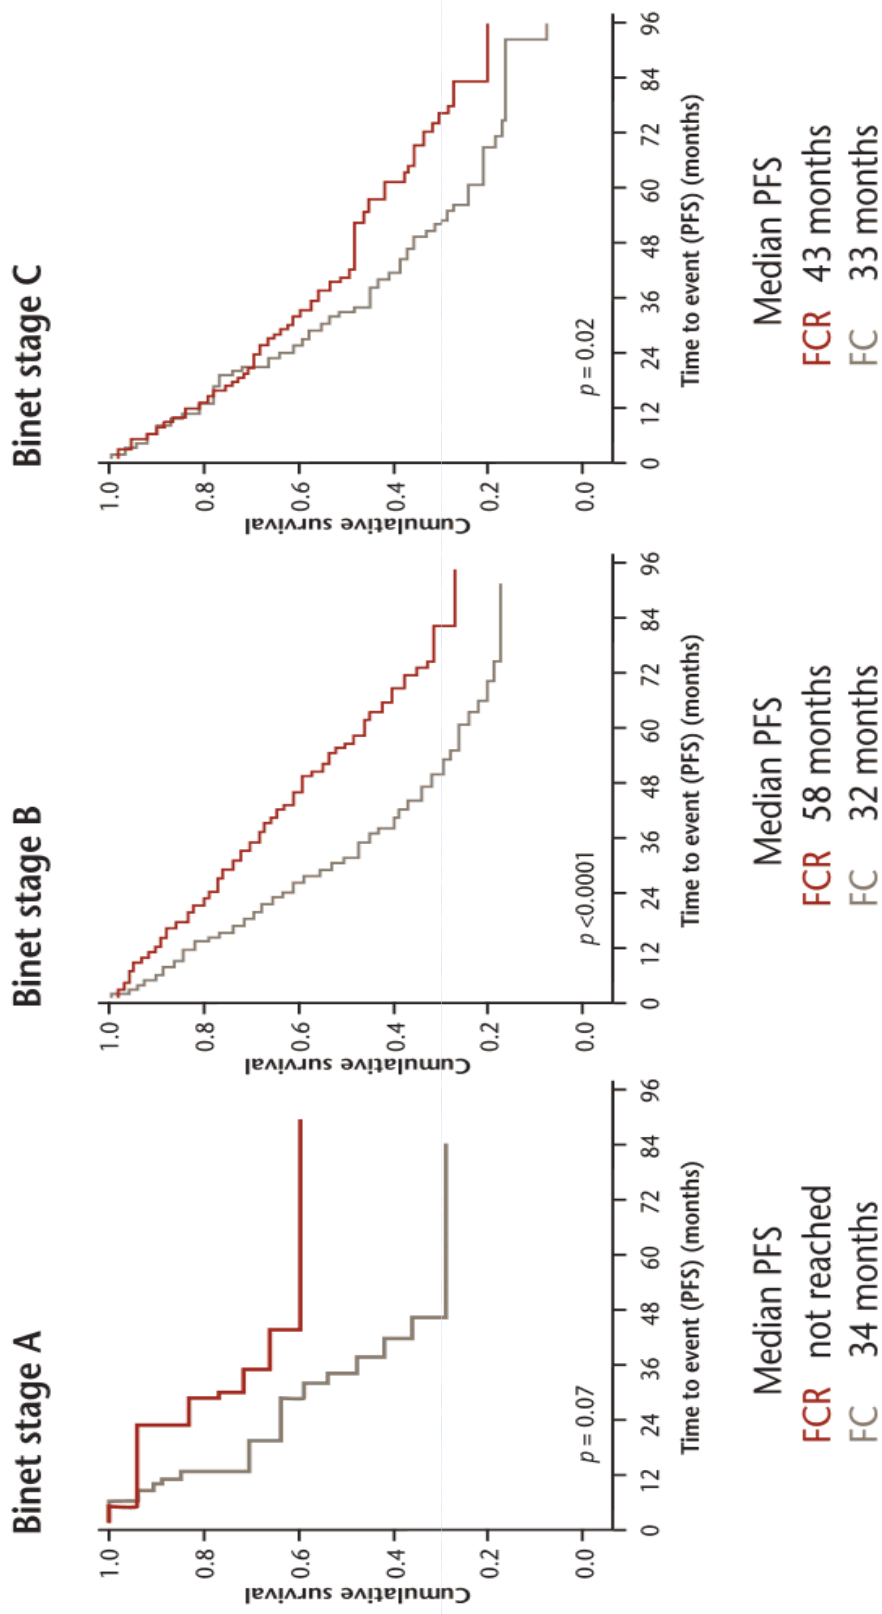 Binet stage A
Cumulative survival
1.0
0.8
0.6
0.4
0.2
0.0
p = 0.07
0 12 24 36 48 60 72 84 96
Time to event (PFS) (months)
Median PFS
FCR not reached
FC 34 months
Binet stage B
Cumulative survival
1.0
0.8
0.6
0.4
0.2
0.0
p <0.0001
0 12 24 36 48 60 72 84 96
Time to event (PFS) (months)
Median PFS
FCR 58 months
FC 32 months
Binet stage C
Cumulative survival
1.0
0.8
0.6
0.4
0.2
0.0
p = 0.02
0 12 24 36 48 60 72 84 96
Time to event (PFS) (months)
Median PFS
FCR 43 months
FC 33 months